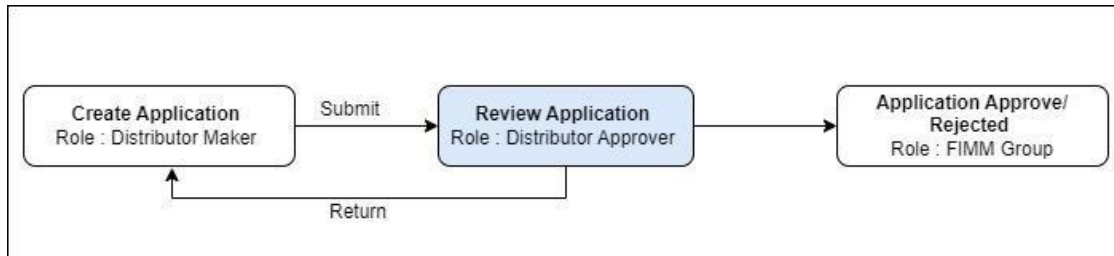 Create Application
Role : Distributor Maker
Submit
Review Application
Role : Distributor Approver
Application Approve/
Rejected
Role : FIMM Group
Return